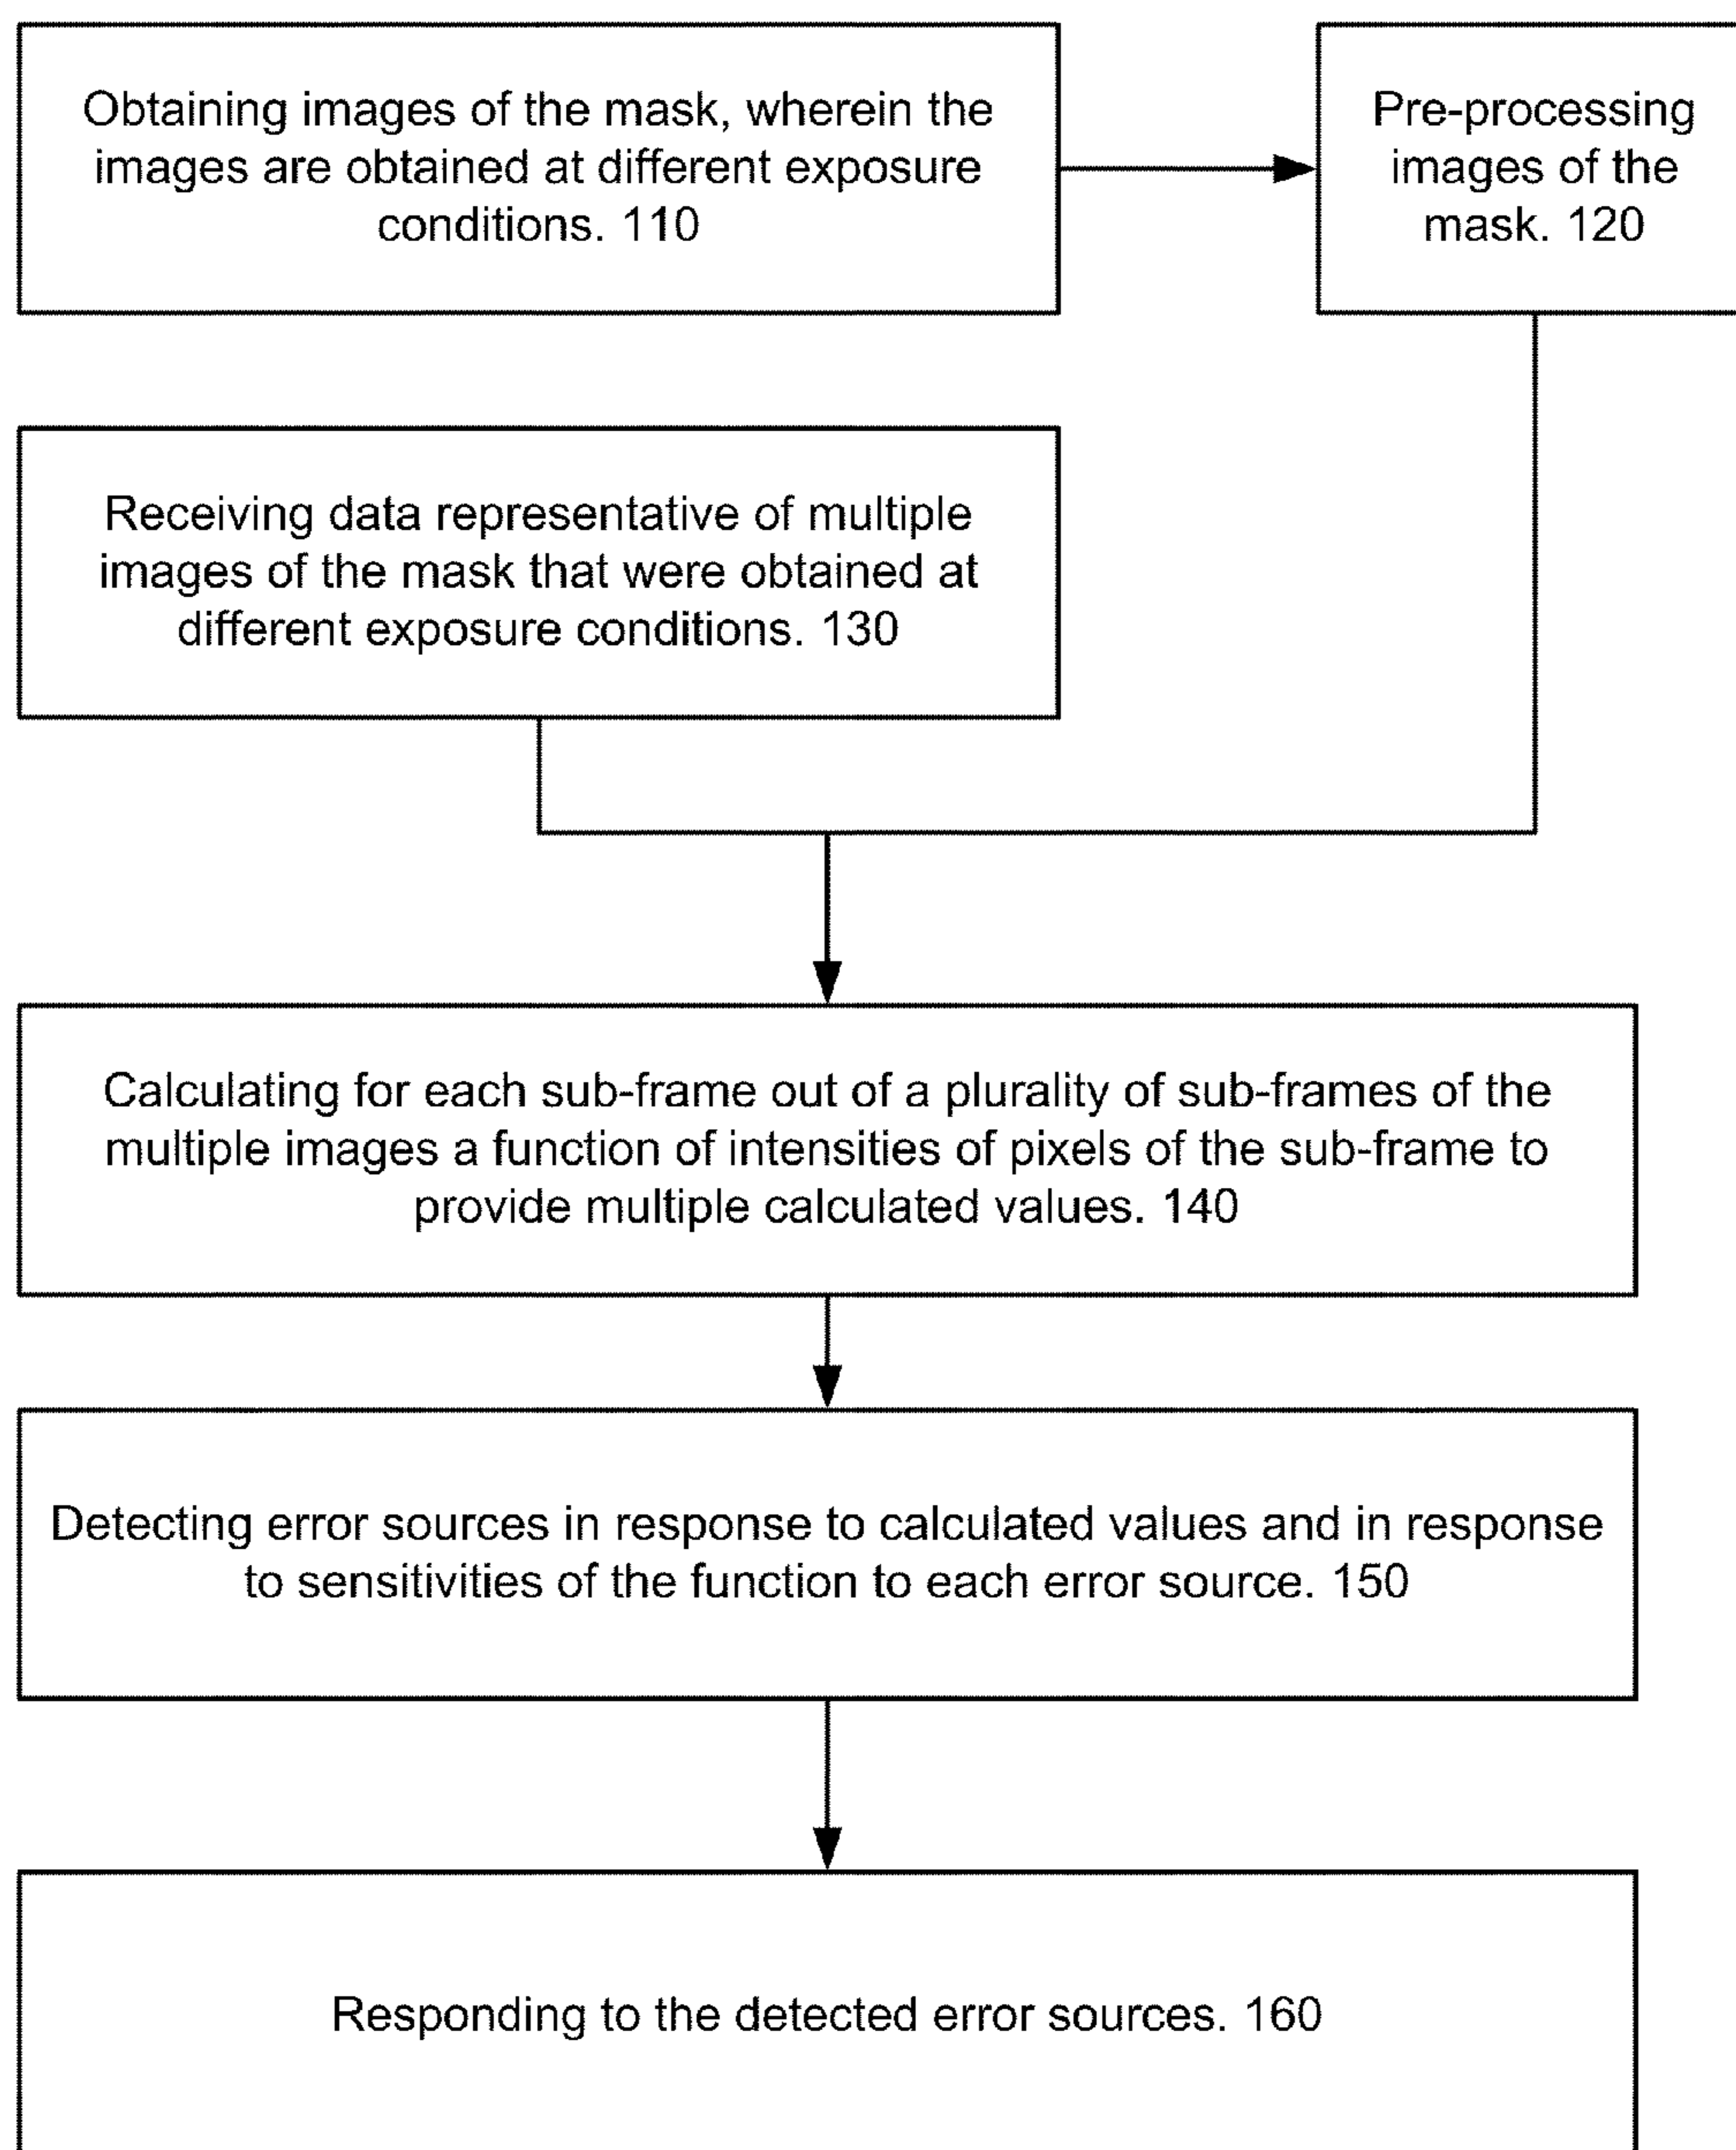 Obtaining images of the mask, wherein the
images are obtained at different exposure
conditions. 110
Pre-processing
images of the
mask. 120
Receiving data representative of multiple
images of the mask that were obtained at
different exposure conditions. 130
Calculating for each sub-frame out of a plurality of sub-frames of the
multiple images a function of intensities of pixels of the sub-frame to
provide multiple calculated values. 140
Detecting error sources in response to calculated values and in response
to sensitivities of the function to each error source. 150
Responding to the detected error sources. 160